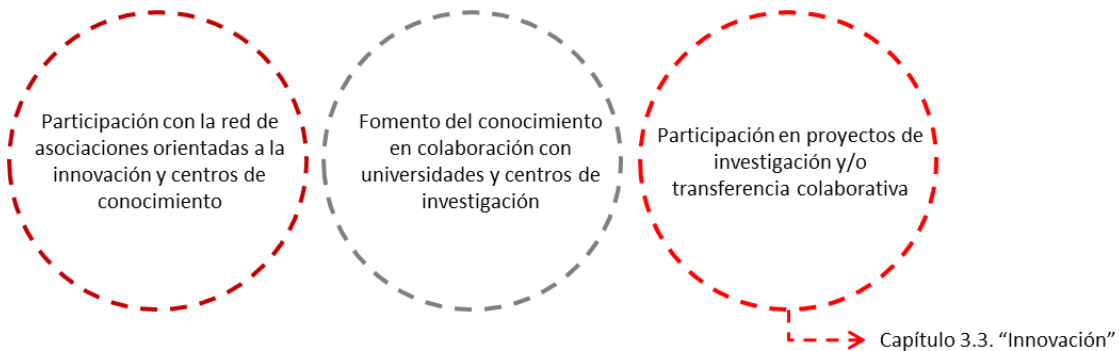 Participación con la red de
asociaciones orientadas a la
innovación y centros de
conocimiento
Fomento del conocimiento
en colaboración con
universidades y centros de
investigación
Participación en proyectos de
investigación y/o
transferencia colaborativa
Capítulo 3.3. “Innovación”